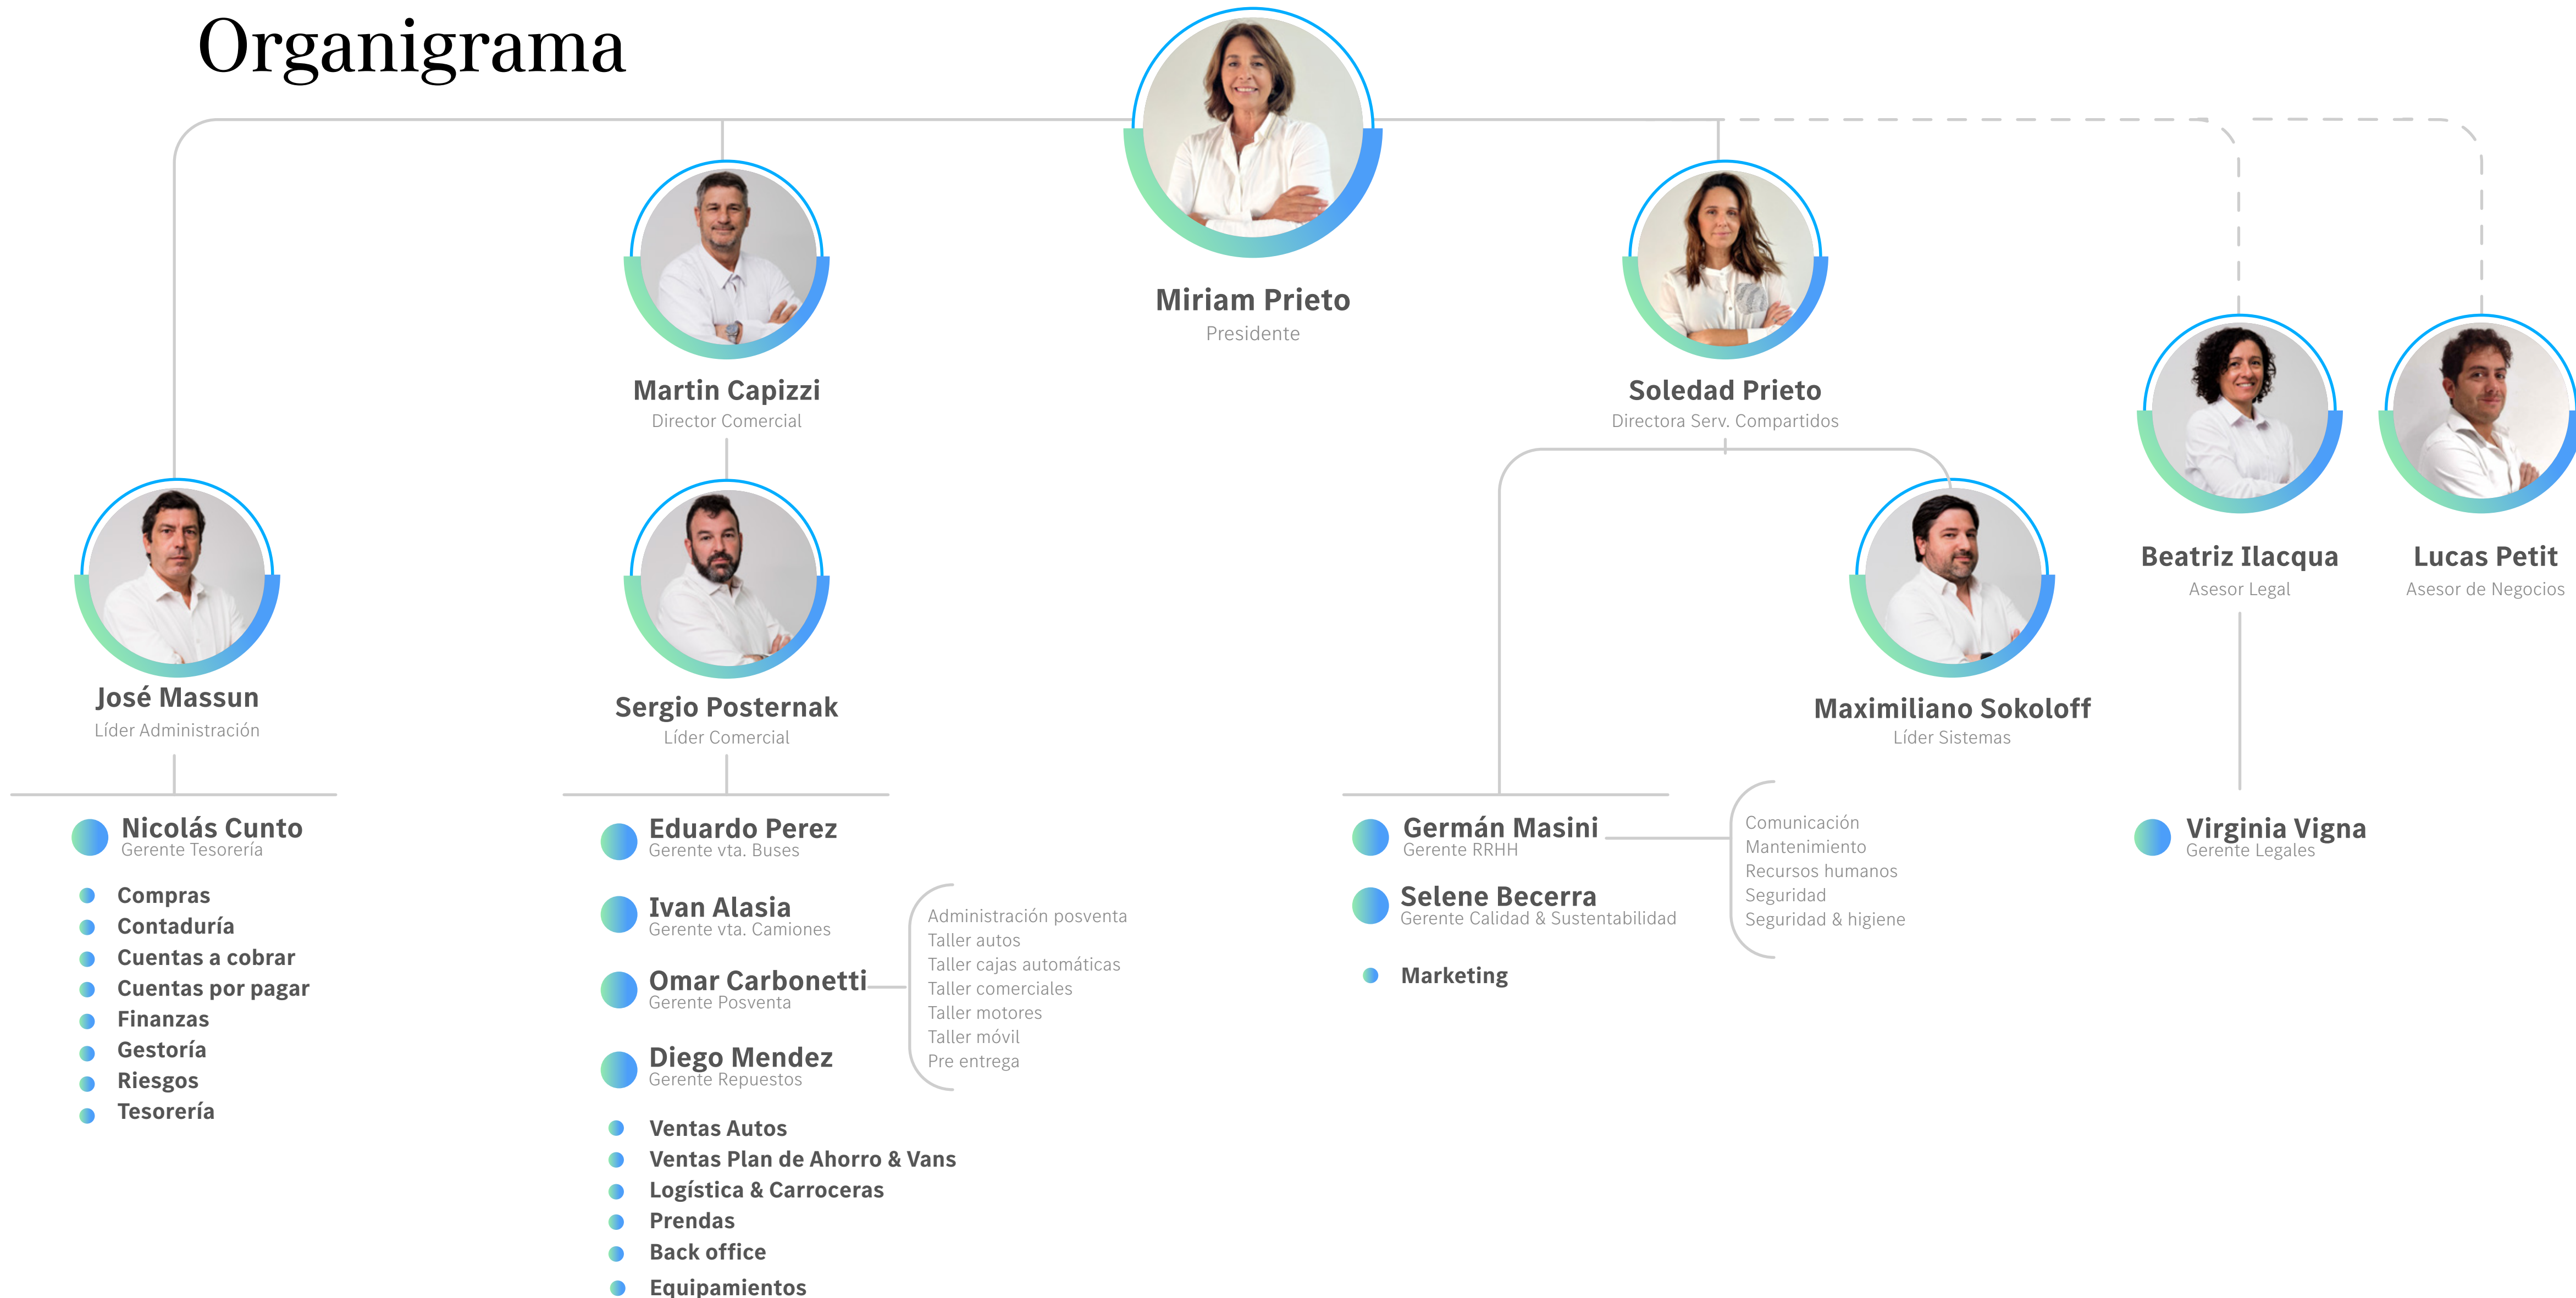 Organigrama
Miriam Prieto
Presidente
Martin Capizzi
Director Comercial
Soledad Prieto
Directora Serv. Compartidos
Beatriz Ilacqua
Asesor Legal
Lucas Petit
Asesor de Negocios
José Massun
Líder Administración
Sergio Posternak
Líder Comercial
Maximiliano Sokoloff
Líder Sistemas
Nicolás Cunto
Gerente Tesorería
Compras
Contaduría
Cuentas a cobrar
Cuentas por pagar
Finanzas
Gestoría
Riesgos
Tesorería
Eduardo Perez
Gerente vta. Buses
Ivan Alasia
Gerente vta. Camiones
Omar Carbonetti
Gerente Posventa
Diego Mendez
Gerente Repuestos
Administración posventa
Taller autos
Taller cajas automáticas
Taller comerciales
Taller motores
Taller móvil
Pre entrega
Ventas Autos
Ventas Plan de Ahorro & Vans
Logística & Carroceras
Prendas
Back office
Equipamientos
Germán Masini
Gerente RRHH
Selene Becerra
Gerente Calidad & Sustentabilidad
Marketing
Comunicación
Mantenimiento
Recursos humanos
Seguridad
Seguridad & higiene
Virginia Vigna
Gerente Legales